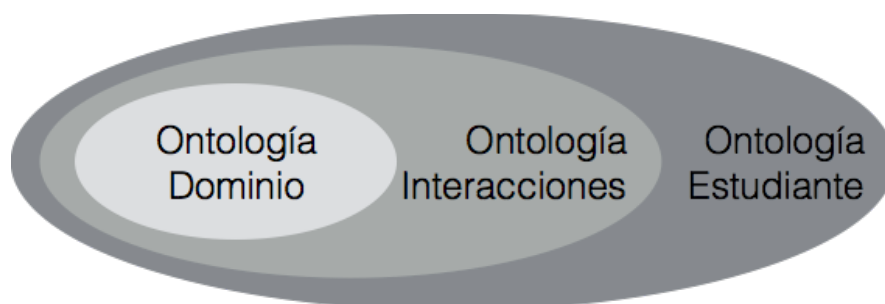 Ontología
Dominio
Ontología
Interacciones
Ontología
Estudiante